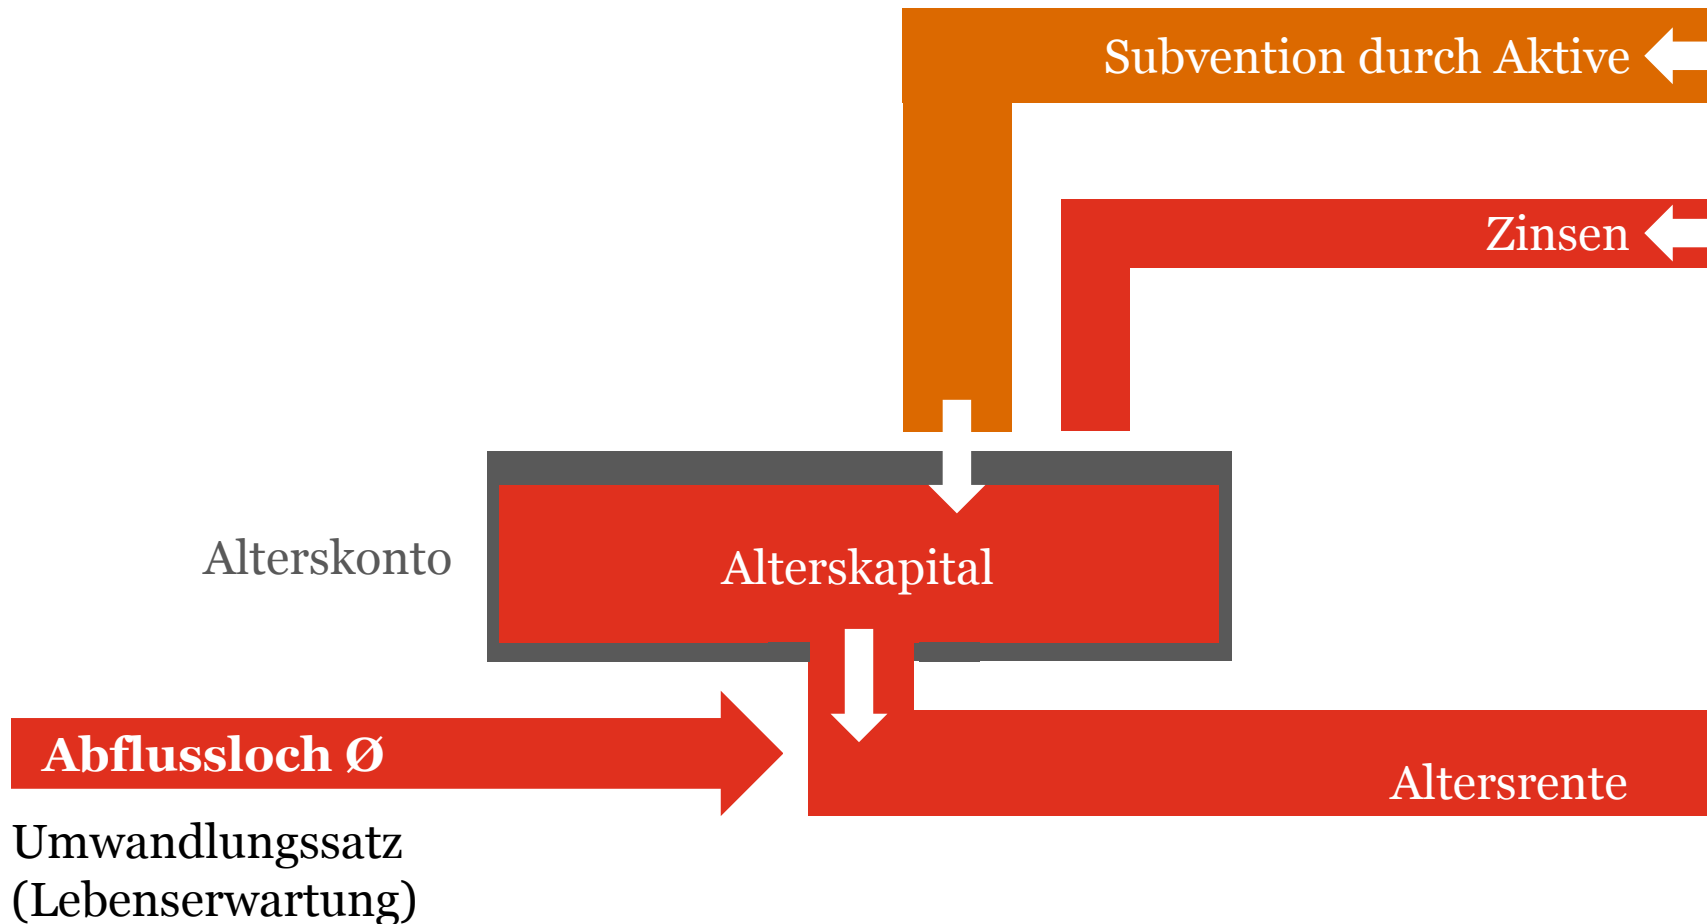 Subvention durch Aktive
Zinsen
Alterskonto
Alterskapital
Abflussloch Ø
Altersrente
Umwandlungssatz
(Lebenserwartung)